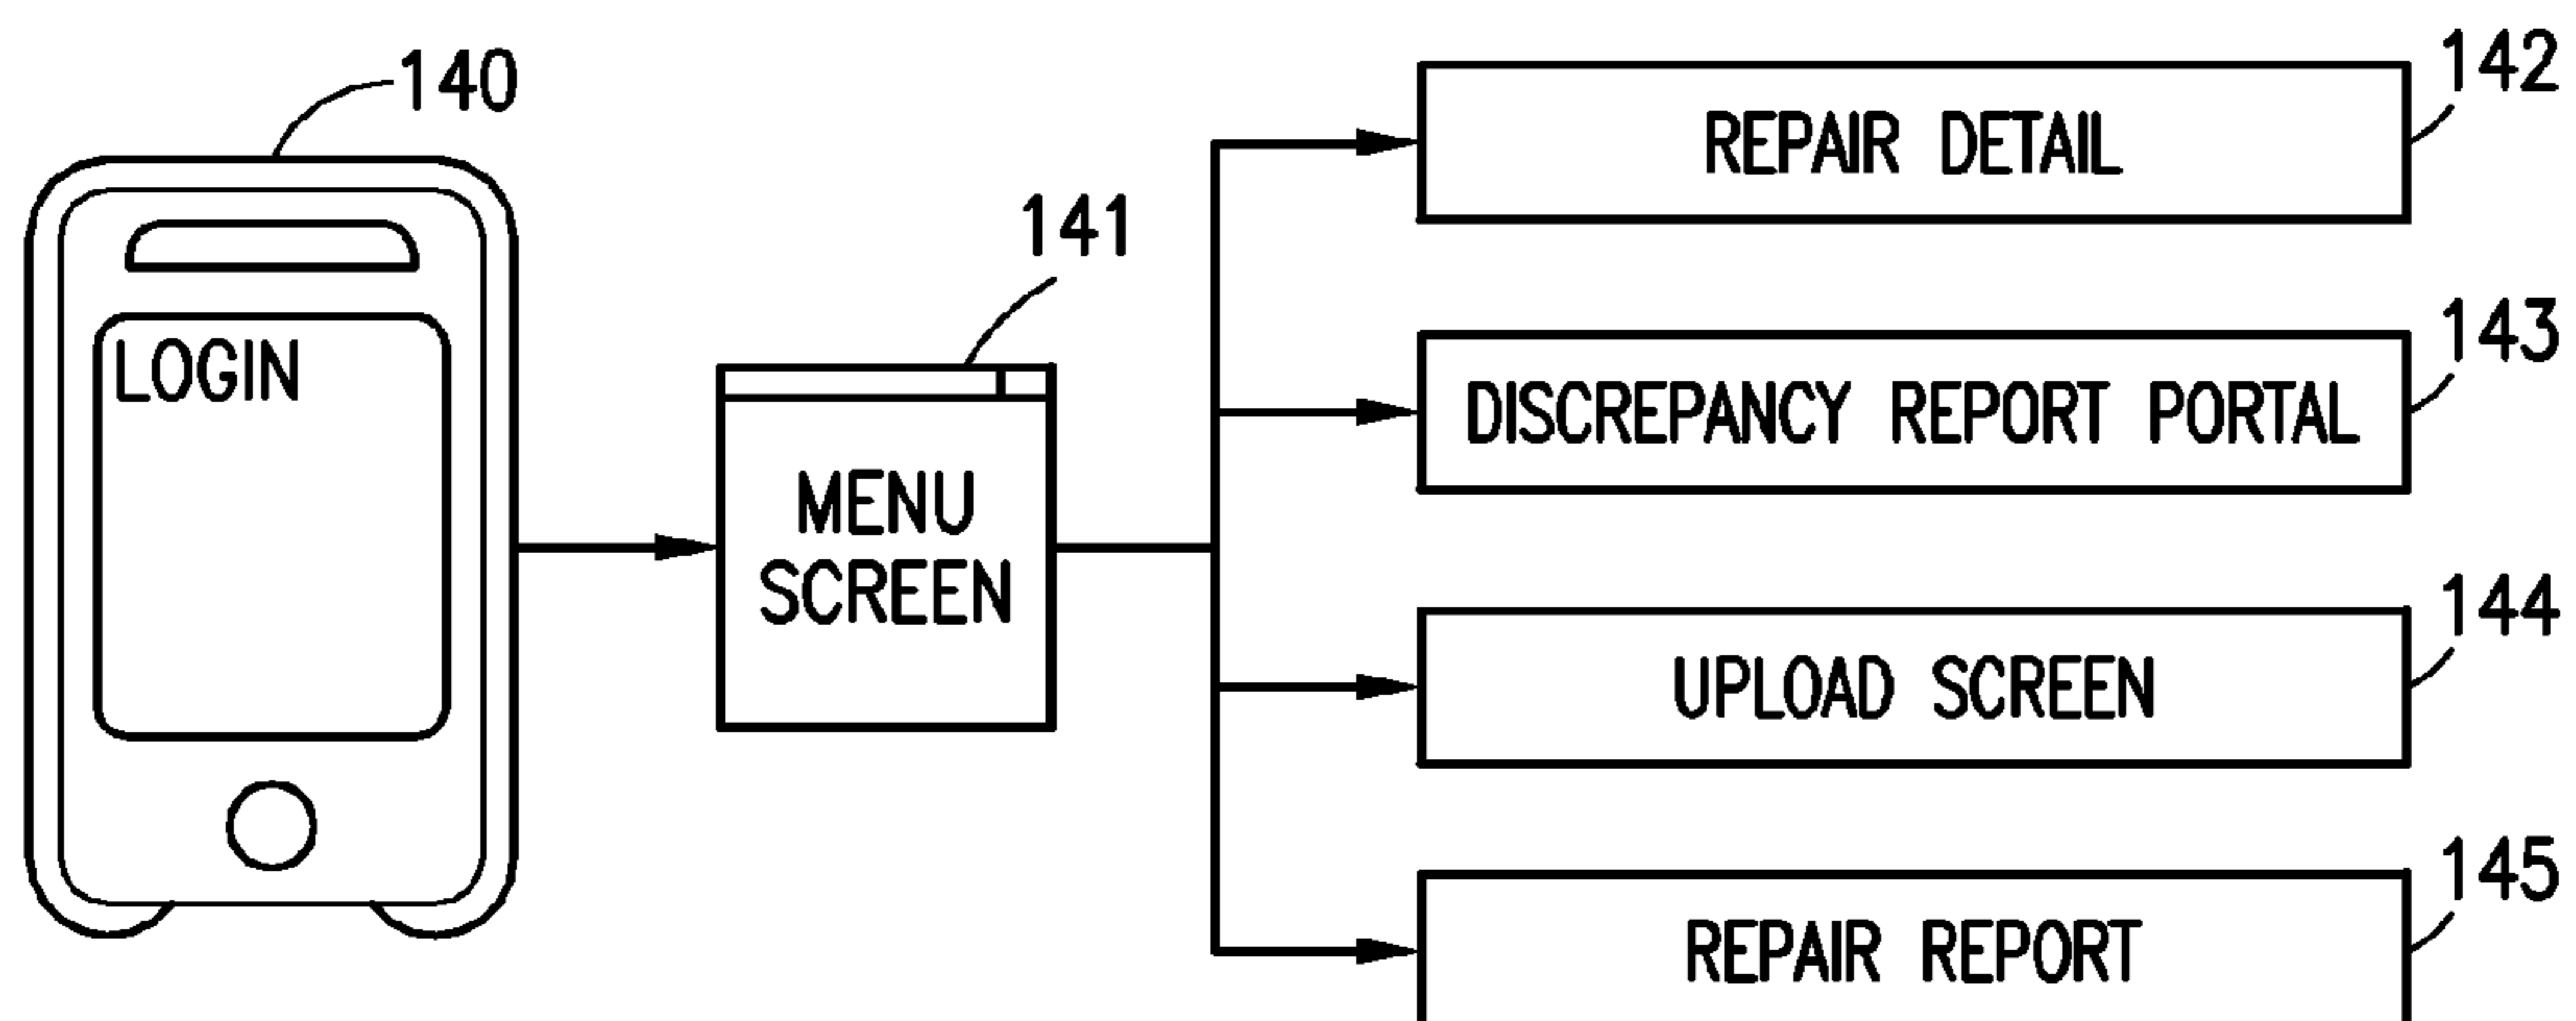 140
LOGIN
141
MENU
SCREEN
142
REPAIR DETAIL
143
DISCREPANCY REPORT PORTAL
144
UPLOAD SCREEN
145
REPAIR REPORT